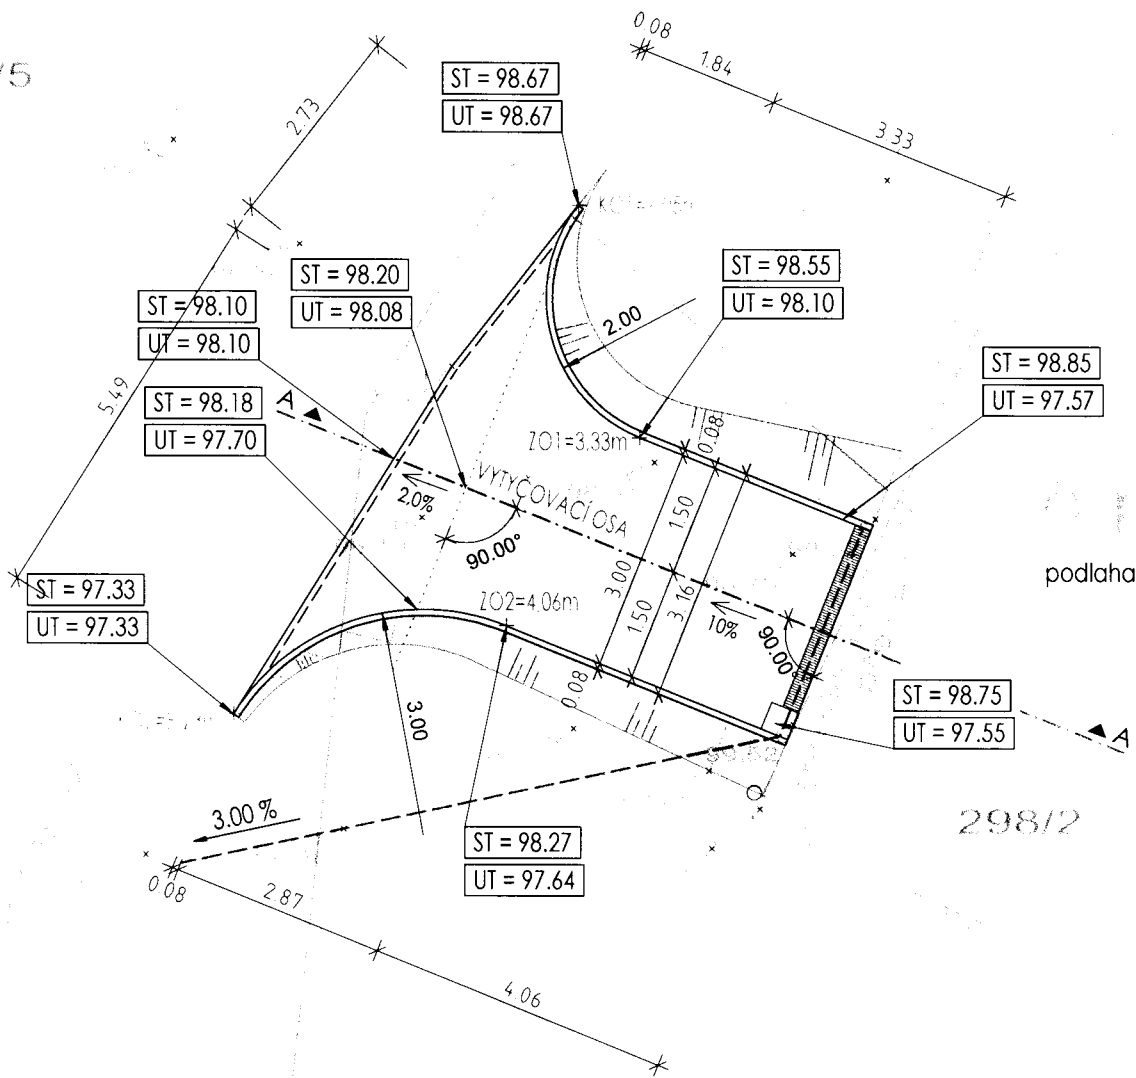 0.08
1.84
3.33
2.73
ST = 98.67
UT = 98.67
ST = 98.20
UT = 98.08
ST = 98.55
UT = 98.10
ST = 98.10
UT = 98.10
2.00
ST = 98.85
UT = 97.57
5.49
ST = 98.18
UT = 97.70
A
ZO1=3.33m
0.08
VYTYČOVACÍ OSA
2.0%
1.50
90.00°
podlaha
3.00
ST = 97.33
UT = 97.33
ZO2=4.06m
1.50
3.16
10%
90.00°
0.08
3.00
ST = 98.75
UT = 97.55
A
298/2
3.00 %
ST = 98.27
UT = 97.64
0.08
2.87
4.06